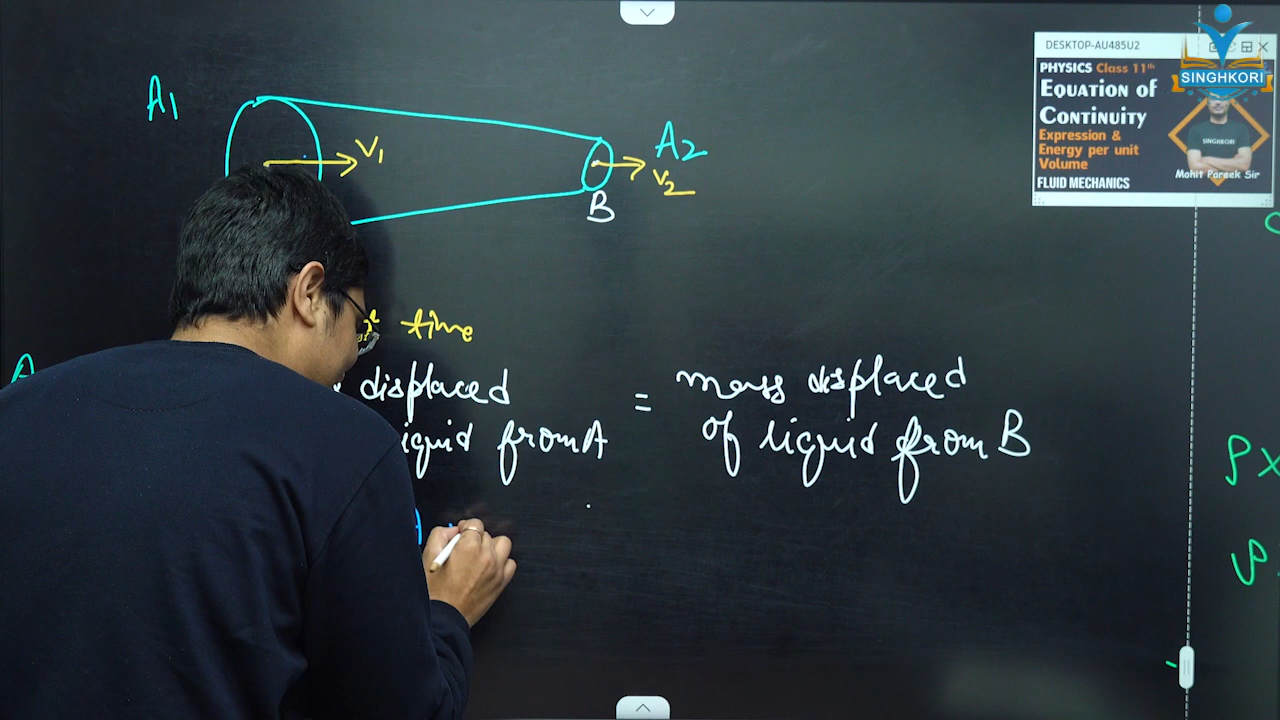 A1
V1
A2
V2
B
time
displaced
from A
=
mass displaced
of liquid from B
DESKTOP-AU485U2
PHYSICS Class 11th
EQUATION OF
CONTINUITY
Expression &
Energy per unit
Volume
FLUID MECHANICS
SINGHKORI
Mohit Pareek Sir
SINGHKORI
A
ρ x